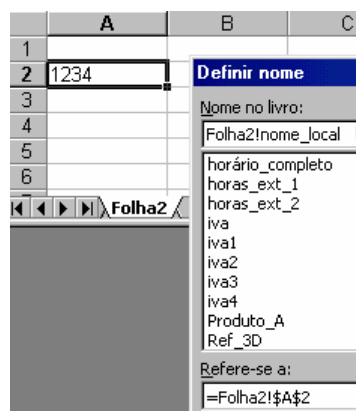 A B C
1
2 1234
3
4
5
6
Folha2
Definir nome
Nome no livro:
Folha2!nome_local
horário_completo
horas_ext_1
horas_ext_2
iva
iva1
iva2
iva3
iva4
Produto_A
Ref_3D
Refere-se a:
=Folha2!$A$2